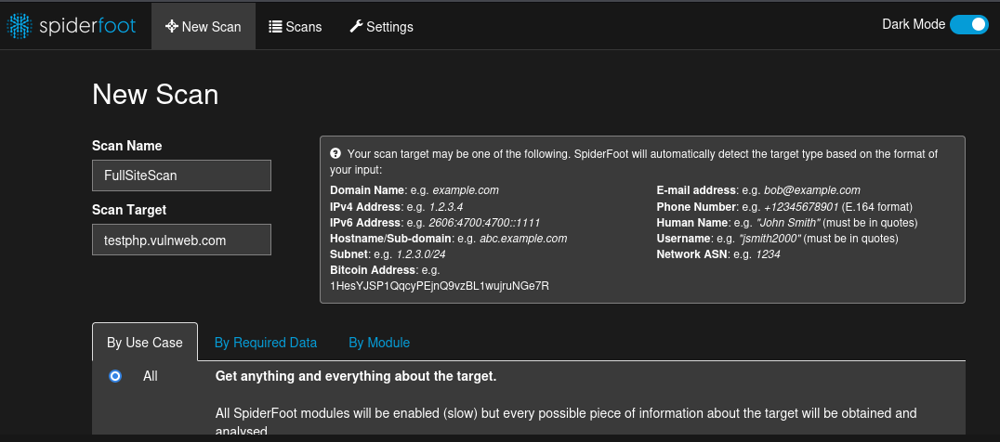 spiderfoot New Scan Scans Settings Dark Mode
New Scan
Scan Name
FullSiteScan
Scan Target
testphp.vulnweb.com
Your scan target may be one of the following. SpiderFoot will automatically detect the target type based on the format of
your input:
Domain Name: e.g. example.com
IPv4 Address: e.g. 1.2.3.4
IPv6 Address: e.g. 2606:4700:4700::1111
Hostname/Sub-domain: e.g. abc.example.com
Subnet: e.g. 1.2.3.0/24
Bitcoin Address: e.g.
1HesYJSP1QqcyPEjnQ9vzBL1wujruNGe7R
E-mail address: e.g. bob@example.com
Phone Number: e.g. +12345678901 (E.164 format)
Human Name: e.g. "John Smith" (must be in quotes)
Username: e.g. "jsmith2000" (must be in quotes)
Network ASN: e.g. 1234
By Use Case By Required Data By Module
All Get anything and everything about the target.
All SpiderFoot modules will be enabled (slow) but every possible piece of information about the target will be obtained and
analysed.